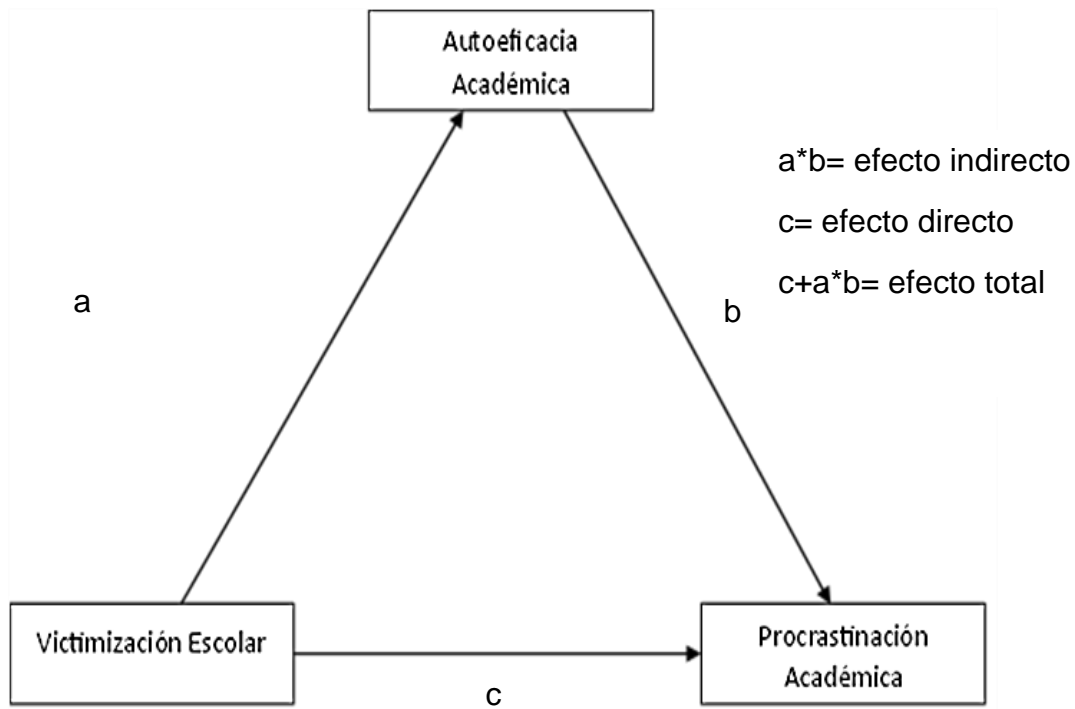 Autoeficacia
Académica
a*b= efecto indirecto
c= efecto directo
c+a*b= efecto total
a
b
Victimización Escolar
Procrastinación
Académica
c